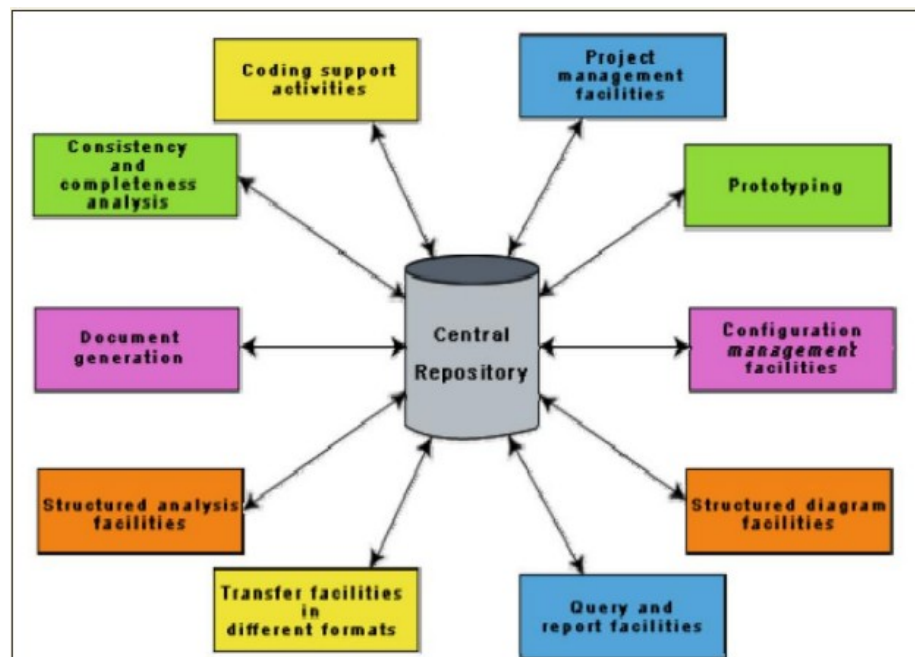 Coding support
activities
Project
management
facilities
Consistency
and
completeness
analysis
Prototyping
Document
generation
Central
Repository
Configuration
management
facilities
Structured analysis
facilities
Structured diagram
facilities
Transfer facilities
in
different formats
Query and
report facilities